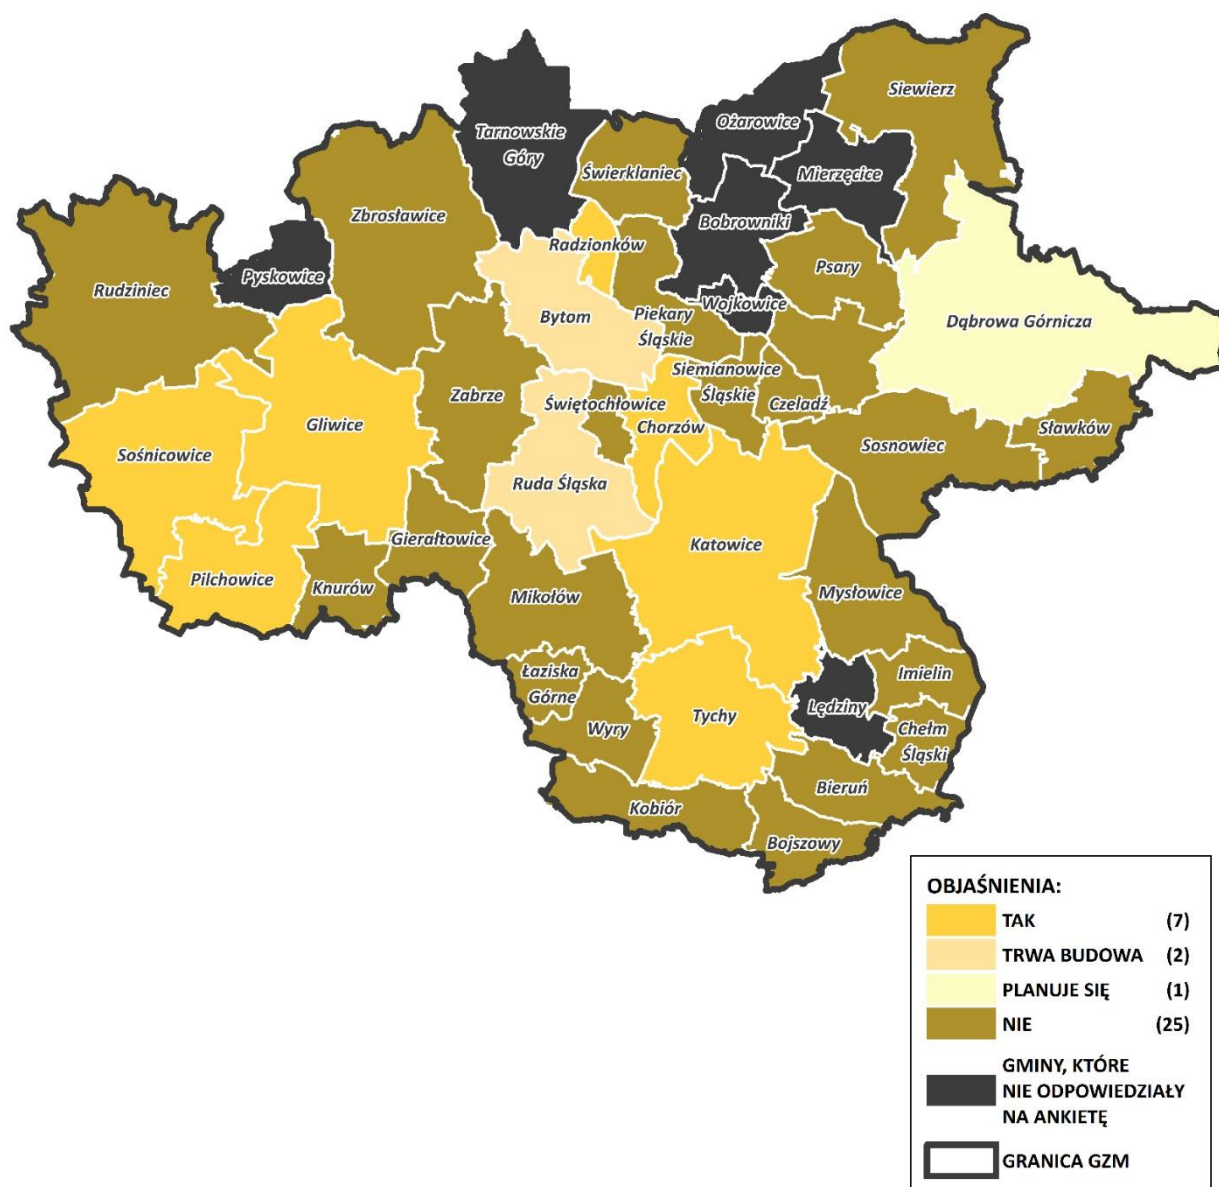 Siewierz
Ożarowice
Tarnowskie
Góry
Świerklaniec
Mierzęcice
Zbrosławice
Bobrowniki
Radzionków
Psary
Pyskowice
Rudziniec
Wojkowice
Piekary
Śląskie
Bytom
Dąbrowa Górnicza
Siemianowice
Śląskie
Zabrze
Świętochłowice
Czeladź
Gliwice
Chorzów
Sławków
Sośnicowice
Sosnowiec
Ruda Śląska
Gierałtowice
Katowice
Pilchowice
Knurów
Mikołów
Mysłowice
Łaziska
Górne
Imielin
Lędziny
Tychy
Wyry
Chełm
Śląski
Bieruń
Kobiór
Bojszowy
OBJAŚNIENIA:
TAK (7)
TRWA BUDOWA (2)
PLANUJE SIĘ (1)
NIE (25)
GMINY, KTÓRE
NIE ODPOWIEDZIAŁY
NA ANKIETĘ
GRANICA GZM